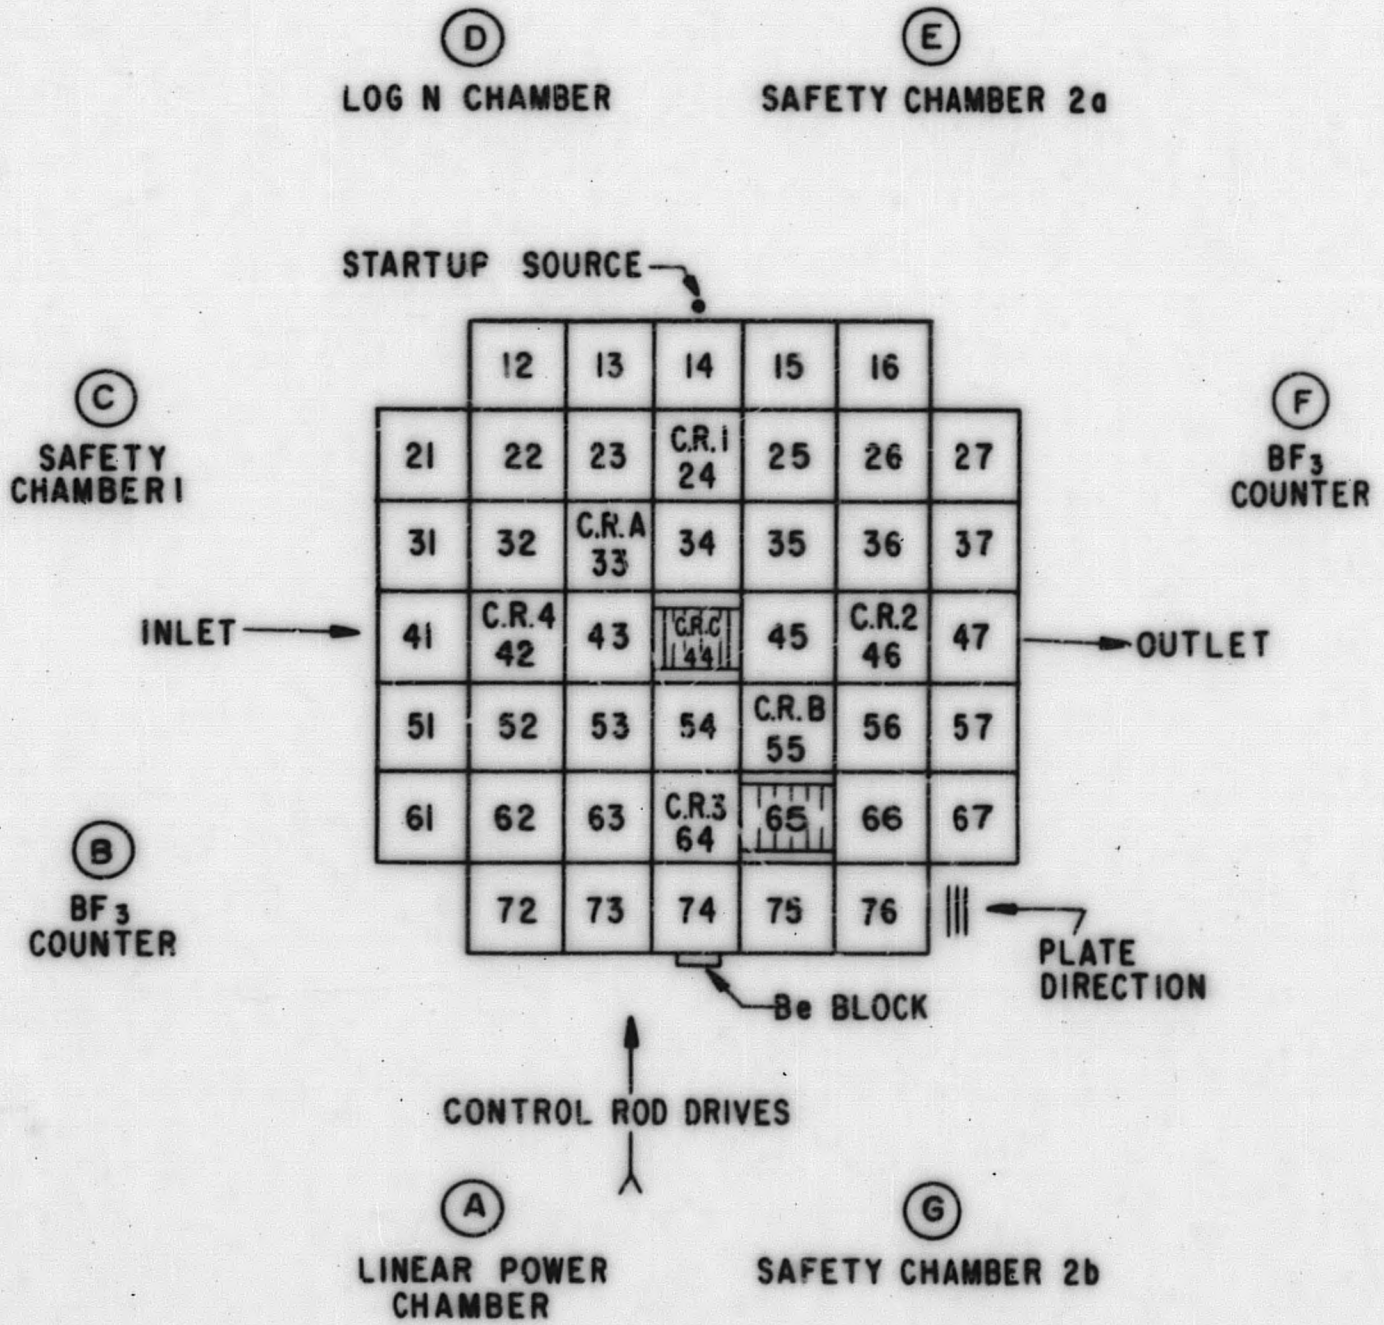 D
LOG N CHAMBER
E
SAFETY CHAMBER 2a
STARTUP SOURCE
12 13 14 15 16
C
SAFETY
CHAMBER 1
F
BF3
COUNTER
21 22 23 C.R.1 24 25 26 27
31 32 C.R.A 33 34 35 36 37
INLET
41 C.R.4 42 43 C.R.C 44 45 C.R.2 46 47
OUTLET
51 52 53 54 C.R.B 55 56 57
61 62 63 C.R.3 64 65 66 67
B
BF3
COUNTER
72 73 74 75 76
PLATE
DIRECTION
Be BLOCK
CONTROL ROD DRIVES
A
LINEAR POWER
CHAMBER
G
SAFETY CHAMBER 2b